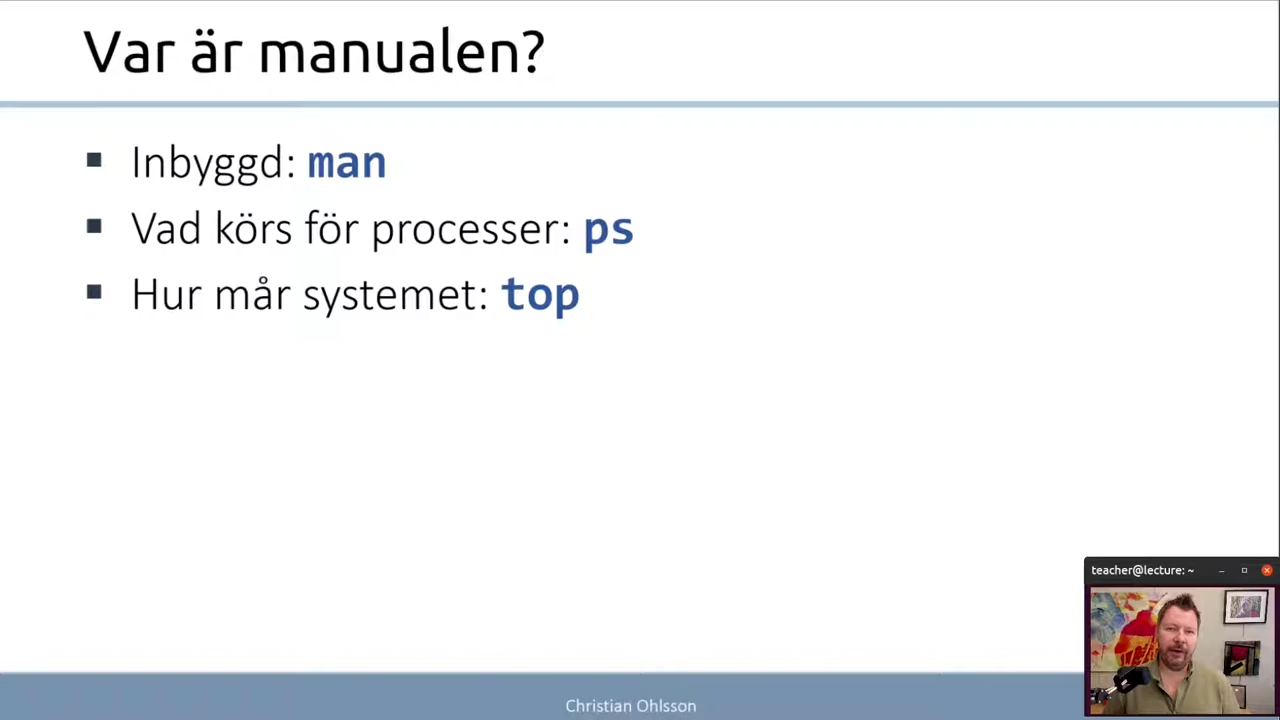 Var är manualen?
Inbyggd: man
Vad körs för processer: ps
Hur mår systemet: top
teacher@lecture: ~
Christian Ohlsson